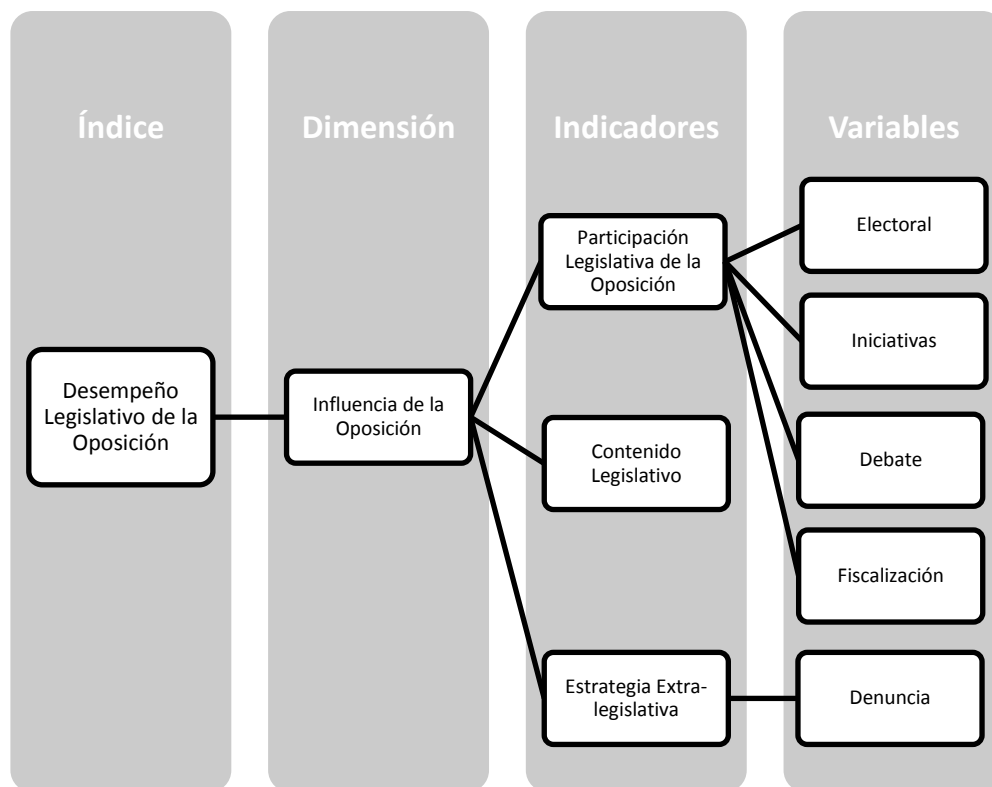 Índice
Dimensión
Indicadores
Variables
Desempeño
Legislativo de la
Oposición
Influencia de la
Oposición
Participación
Legislativa de la
Oposición
Contenido
Legislativo
Estrategia Extra-
legislativa
Electoral
Iniciativas
Debate
Fiscalización
Denuncia